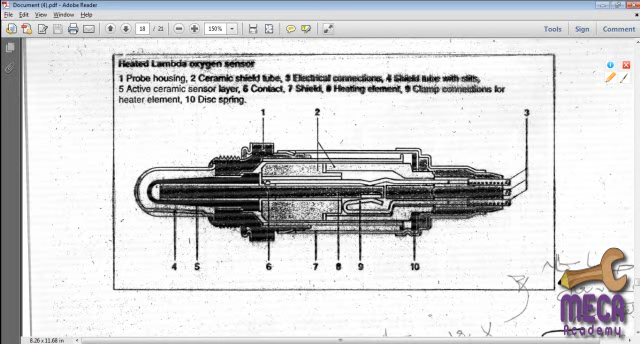 Document (4).pdf - Adobe Reader
File Edit View Window Help
18 / 21 150% Tools Sign Comment
Heated Lambda oxygen sensor
1 Probe housing, 2 Ceramic shield tube, 3 Electrical connections, 4 Shield tube with slits,
5 Active ceramic sensor layer, 6 Contact, 7 Shield, 8 Heating element, 9 Clamp connections for
heater element, 10 Disc spring.
1 2 3
4 5 6 7 8 9 10
MECA
Academy
8.26 x 11.68 in